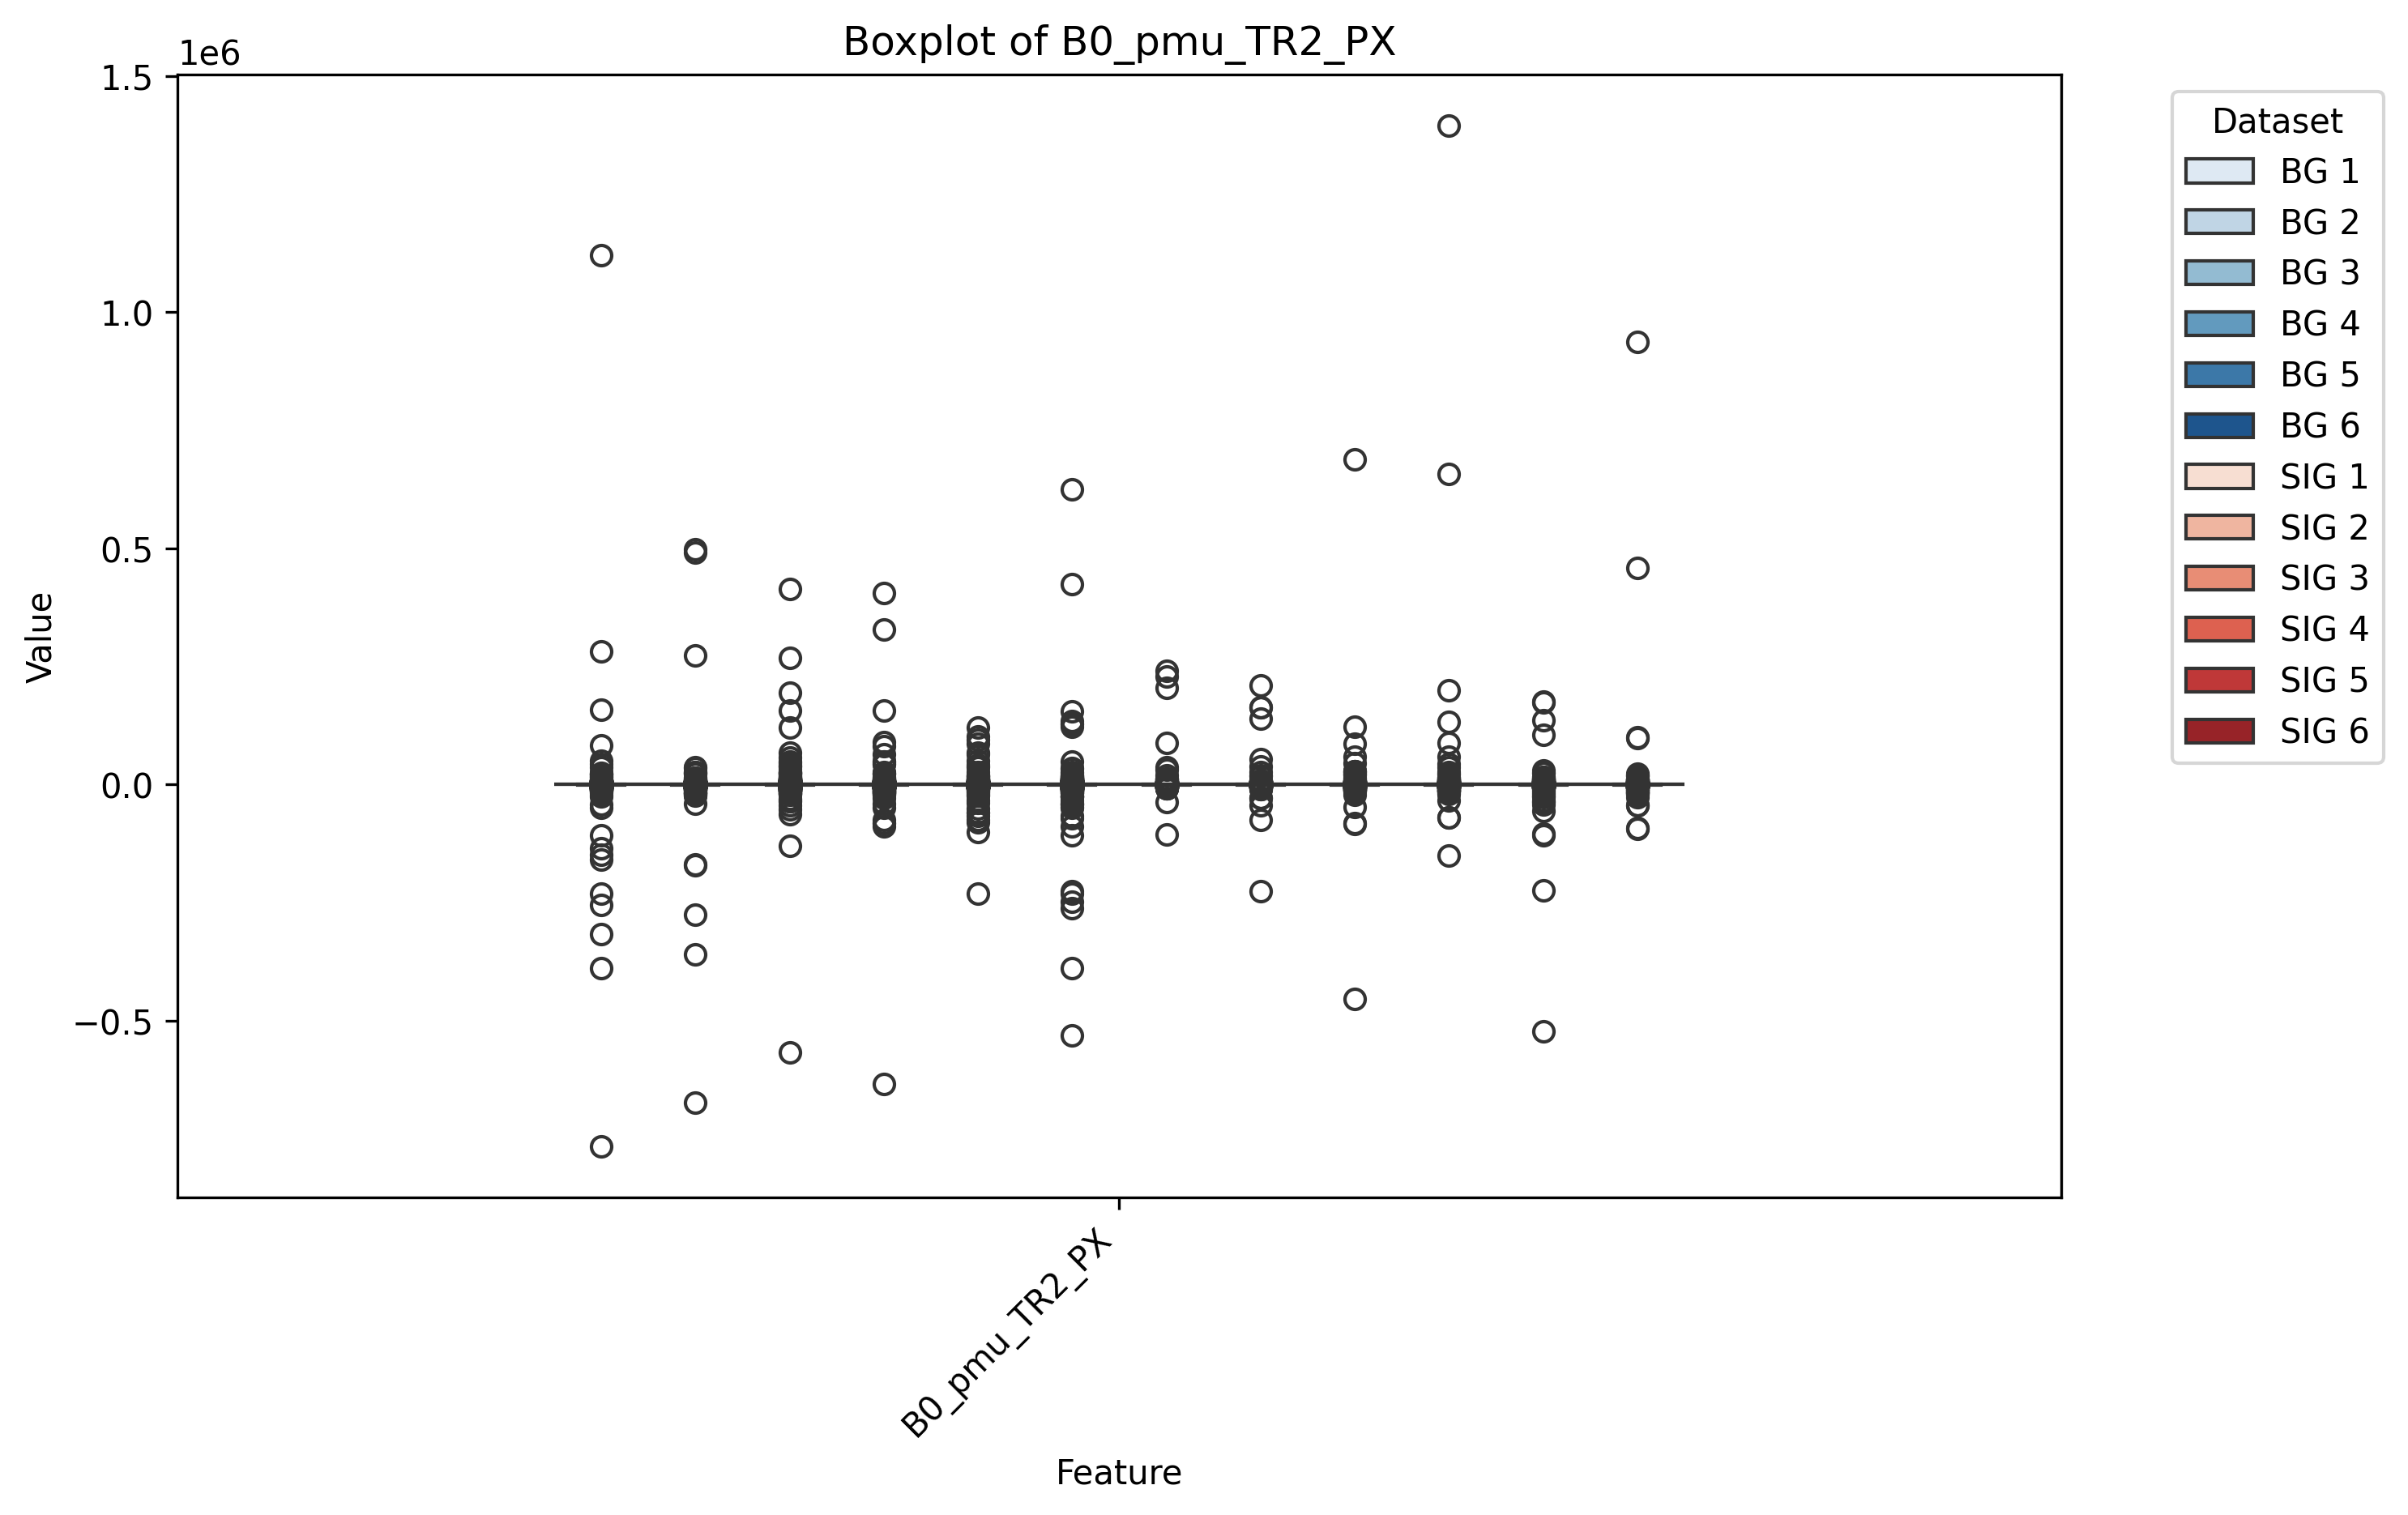 Boxplot of B0_pmu_TR2_PX
1e6
1.5
1.0
0.5
0.0
−0.5
Value
B0_pmu_TR2_PX
Feature
Dataset
BG 1
BG 2
BG 3
BG 4
BG 5
BG 6
SIG 1
SIG 2
SIG 3
SIG 4
SIG 5
SIG 6